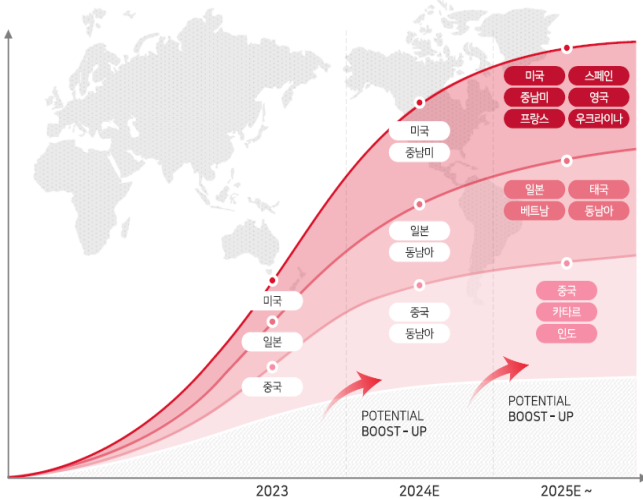 미국 스페인
중남미 영국
프랑스 우크라이나
미국
중남미
일본 태국
베트남 동남아
일본
동남아
중국
카타르
인도
미국
중국
동남아
일본
중국
POTENTIAL
BOOST - UP
POTENTIAL
BOOST - UP
2023 2024E 2025E ~